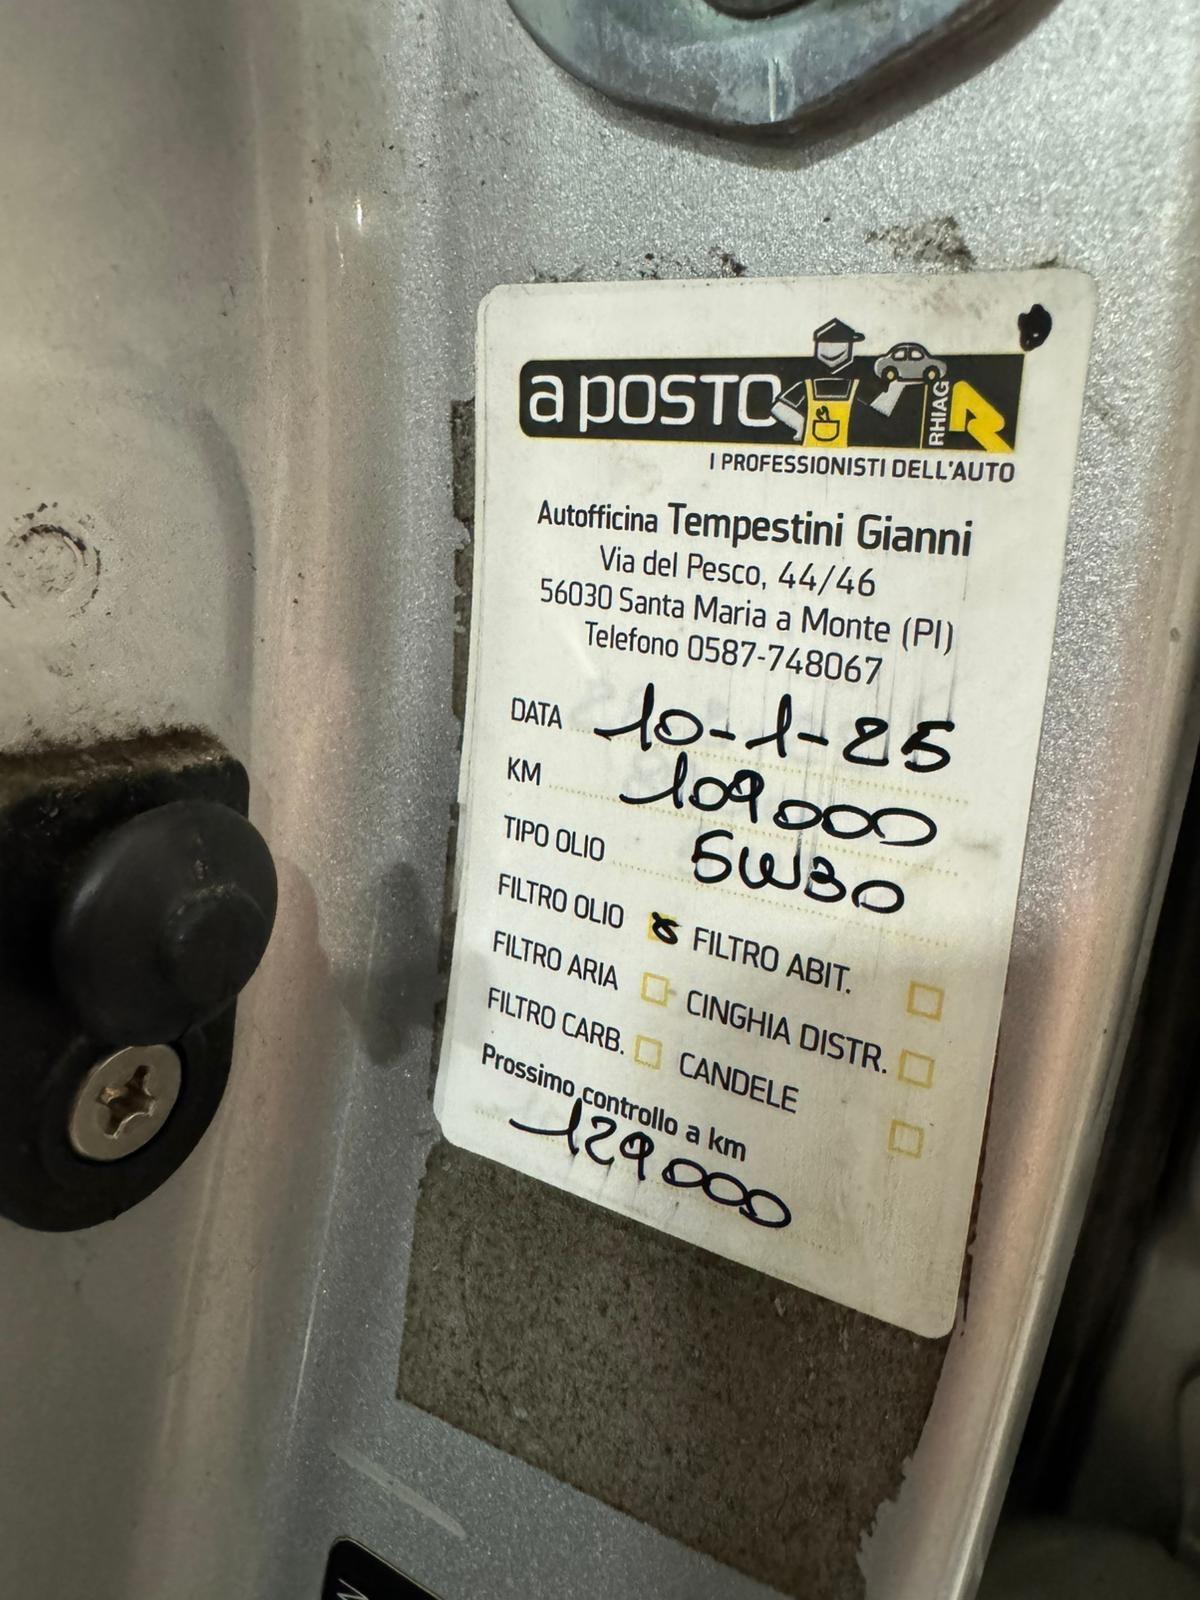 a posto
RHIAG
I PROFESSIONISTI DELL'AUTO
Autofficina Tempestini Gianni
Via del Pesco, 44/46
56030 Santa Maria a Monte (PI)
Telefono 0587-748067
DATA 10-1-25
KM 109000
TIPO OLIO 5W30
FILTRO OLIO FILTRO ABIT.
FILTRO ARIA CINGHIA DISTR.
FILTRO CARB. CANDELE
Prossimo controllo a km
129000